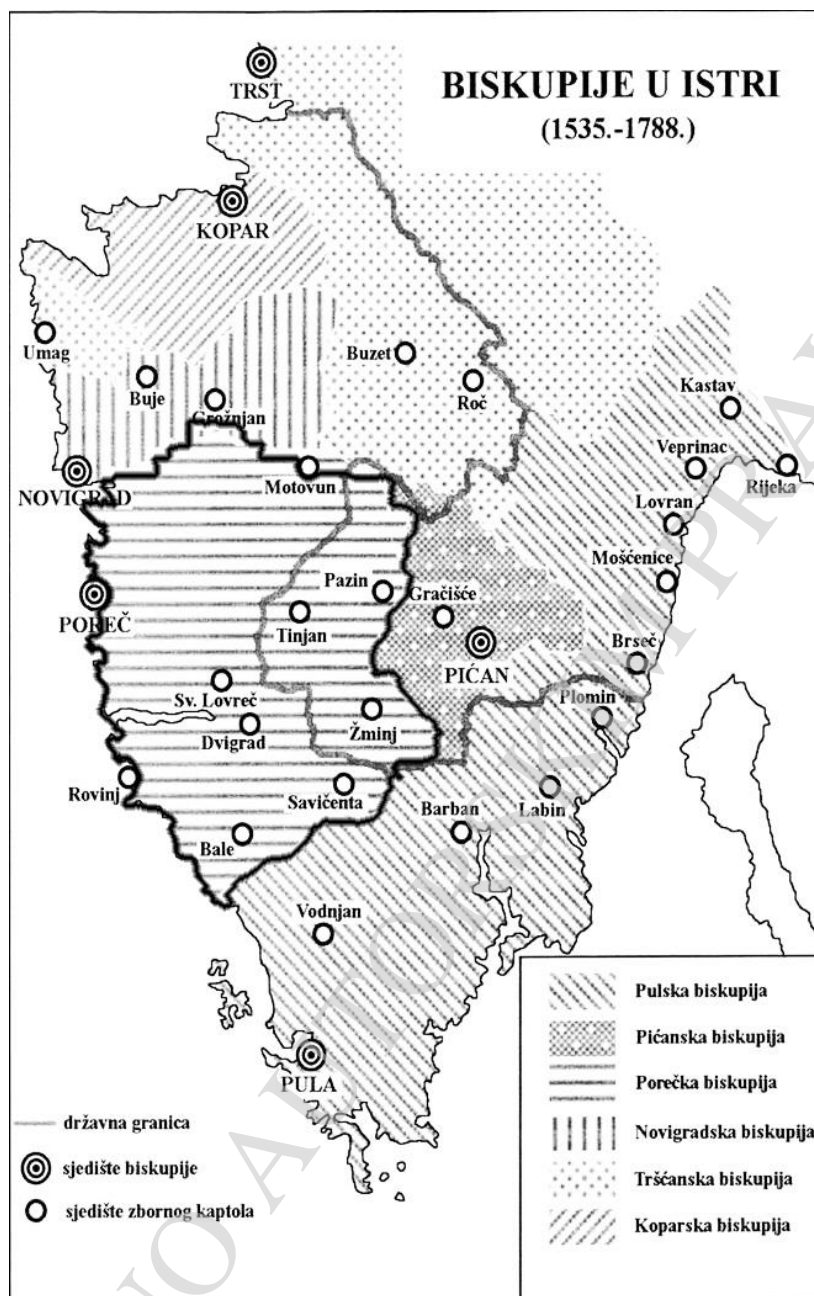 BISKUPIJE U ISTRI
(1535.-1788.)
TRST
KOPAR
Umag
Buje
Grožnjan
Buzet
Roč
Kastav
Veprinac
Rijeka
NOVIGRAD
Motovun
Lovran
Mošćenice
POREČ
Pazin
Gračišće
Tinjan
PIĆAN
Brseč
Sv. Lovreč
Plomin
Dvigrad
Žminj
Rovinj
Savičenta
Barban
Labin
Bale
Vodnjan
PULA
državna granica
sjedište biskupije
sjedište zbornog kaptola
Pulska biskupija
Pićanska biskupija
Porečka biskupija
Novigradska biskupija
Tršćanska biskupija
Koparska biskupija